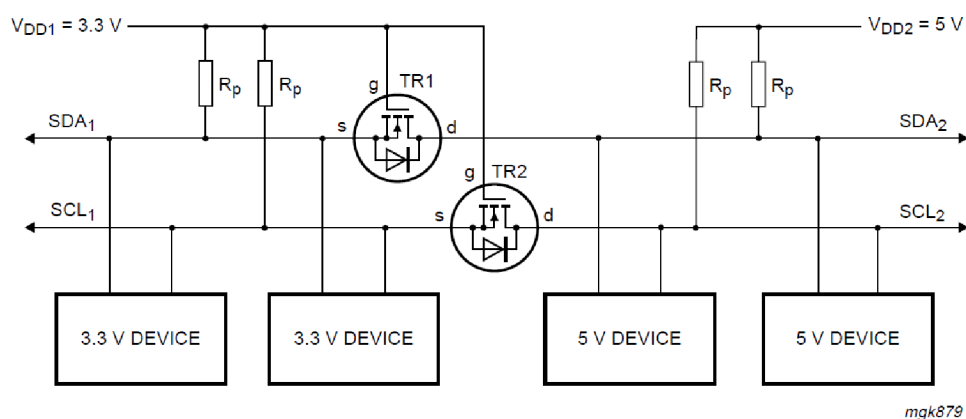 VDD1 = 3.3 V
VDD2 = 5 V
Rp
Rp
g
TR1
Rp
Rp
SDA1
s
d
SDA2
g
TR2
SCL1
s
d
SCL2
3.3 V DEVICE
3.3 V DEVICE
5 V DEVICE
5 V DEVICE
mgk879